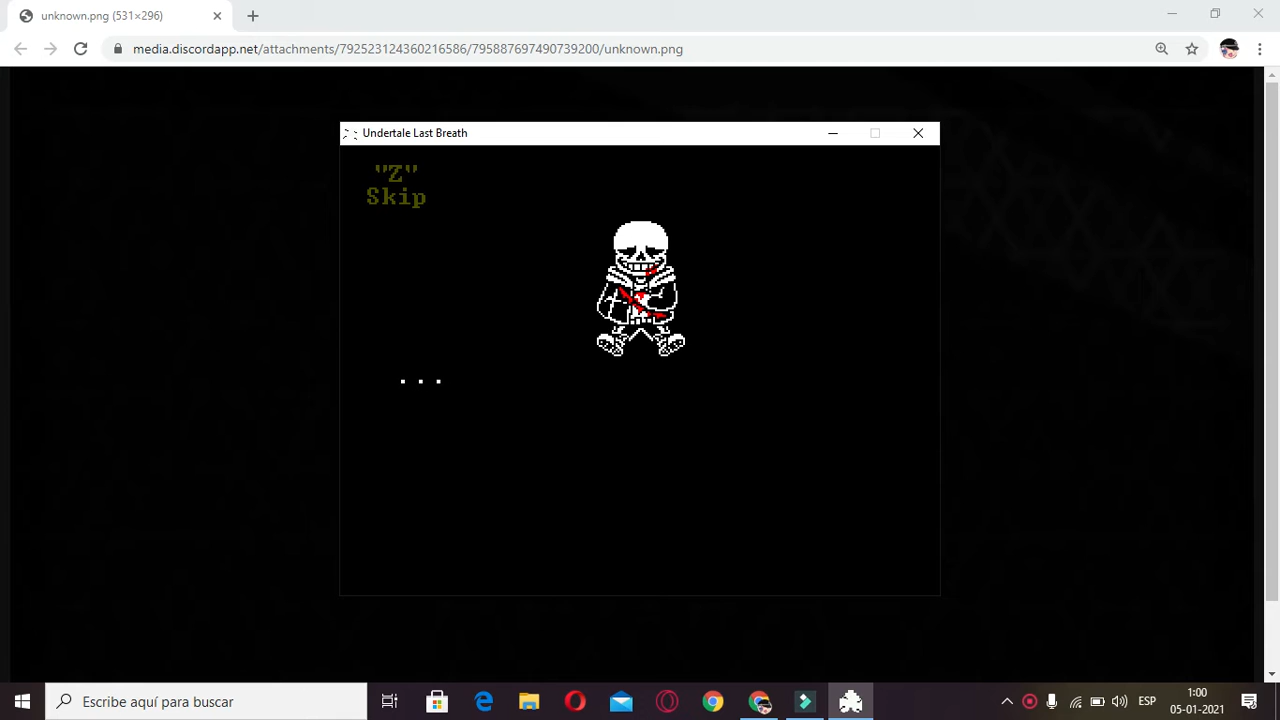 unknown.png (531×296)
media.discordapp.net/attachments/792523124360216586/795887697490739200/unknown.png
Undertale Last Breath
"Z"
Skip
...
Escribe aquí para buscar
ESP
1:00
05-01-2021